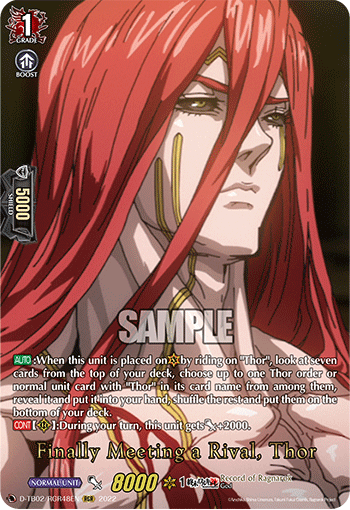 1
GRADE
BOOST
5000
SHIELD
SAMPLE
AUTO:When this unit is placed on by riding on "Thor", look at seven
cards from the top of your deck, choose up to one Thor order or
normal unit card with "Thor" in its card name from among them,
reveal it and put it into your hand, shuffle the rest and put them on the
bottom of your deck.
CONT[]:During your turn, this unit gets +2000.
Finally Meeting a Rival, Thor
NORMAL UNIT
8000
1
Record of Ragnarok
God
D-TB02/RGR48EN RGR 2022